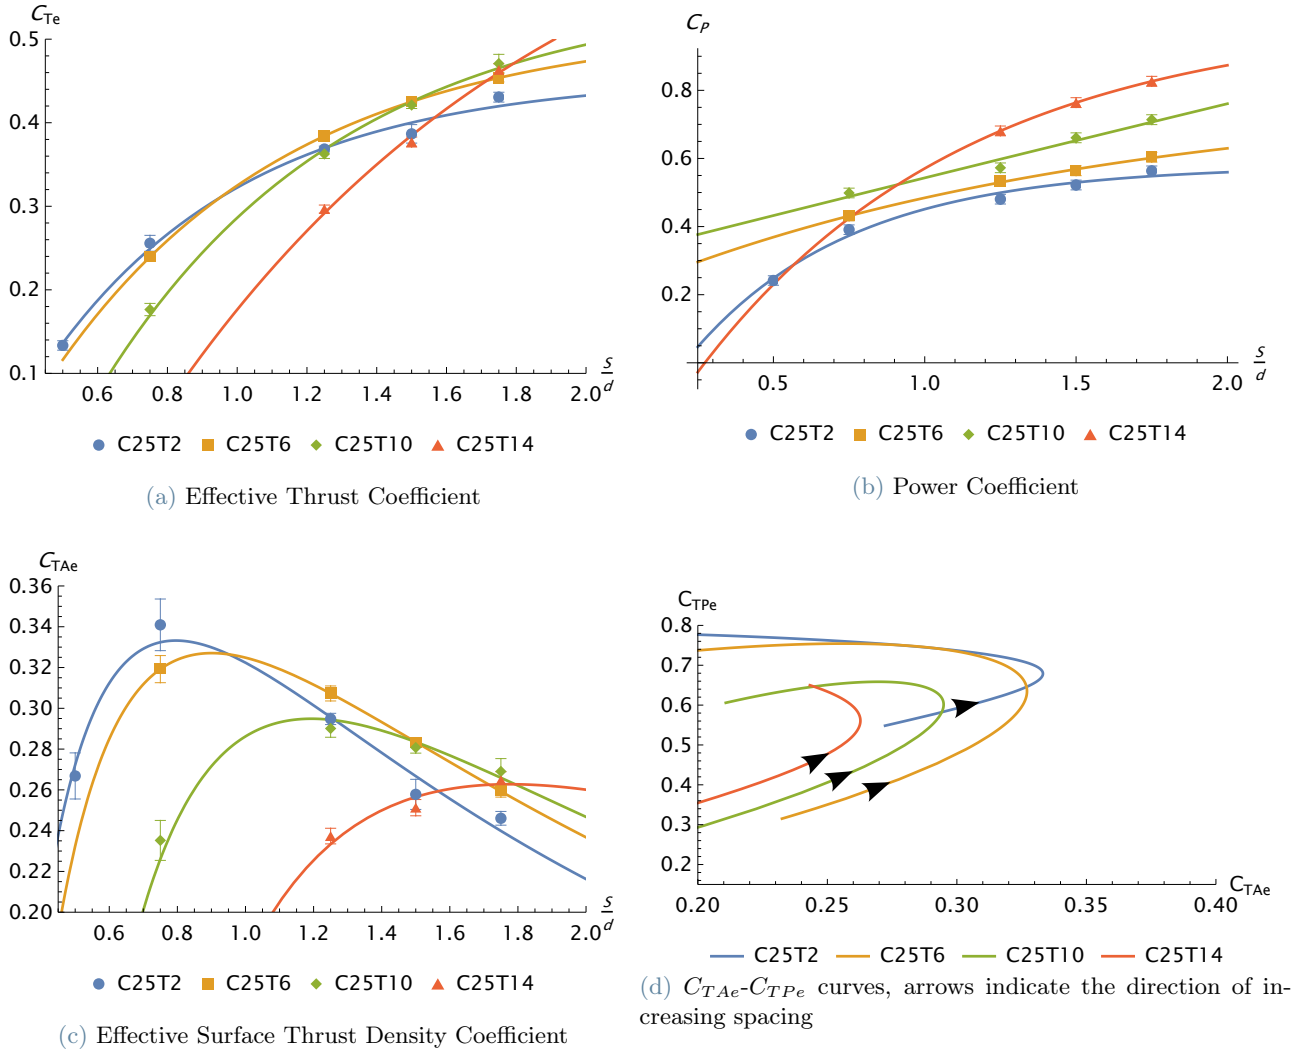 C_Te
0.5
0.4
0.3
0.2
0.1
0.6 0.8 1.0 1.2 1.4 1.6 1.8 2.0
s/d
C25T2 C25T6 C25T10 C25T14
(a) Effective Thrust Coefficient
C_P
0.8
0.6
0.4
0.2
0.5 1.0 1.5 2.0
s/d
C25T2 C25T6 C25T10 C25T14
(b) Power Coefficient
C_TAe
0.36
0.34
0.32
0.30
0.28
0.26
0.24
0.22
0.20
0.6 0.8 1.0 1.2 1.4 1.6 1.8 2.0
s/d
C25T2 C25T6 C25T10 C25T14
(c) Effective Surface Thrust Density Coefficient
C_TPe
0.8
0.7
0.6
0.5
0.4
0.3
0.2
0.20 0.25 0.30 0.35 0.40
C_TAe
C25T2 C25T6 C25T10 C25T14
(d) C_TAe-C_TPe curves, arrows indicate the direction of in-
creasing spacing